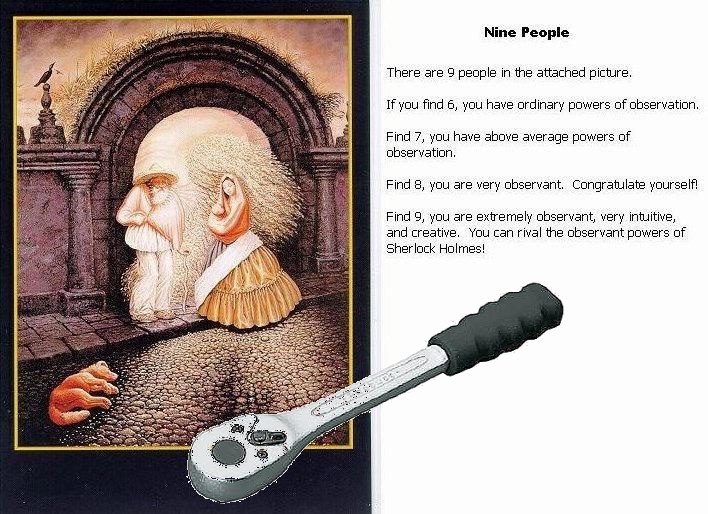 Nine People
There are 9 people in the attached picture.
If you find 6, you have ordinary powers of observation.
Find 7, you have above average powers of
observation.
Find 8, you are very observant.  Congratulate yourself!
Find 9, you are extremely observant, very intuitive,
and creative.  You can rival the observant powers of
Sherlock Holmes!